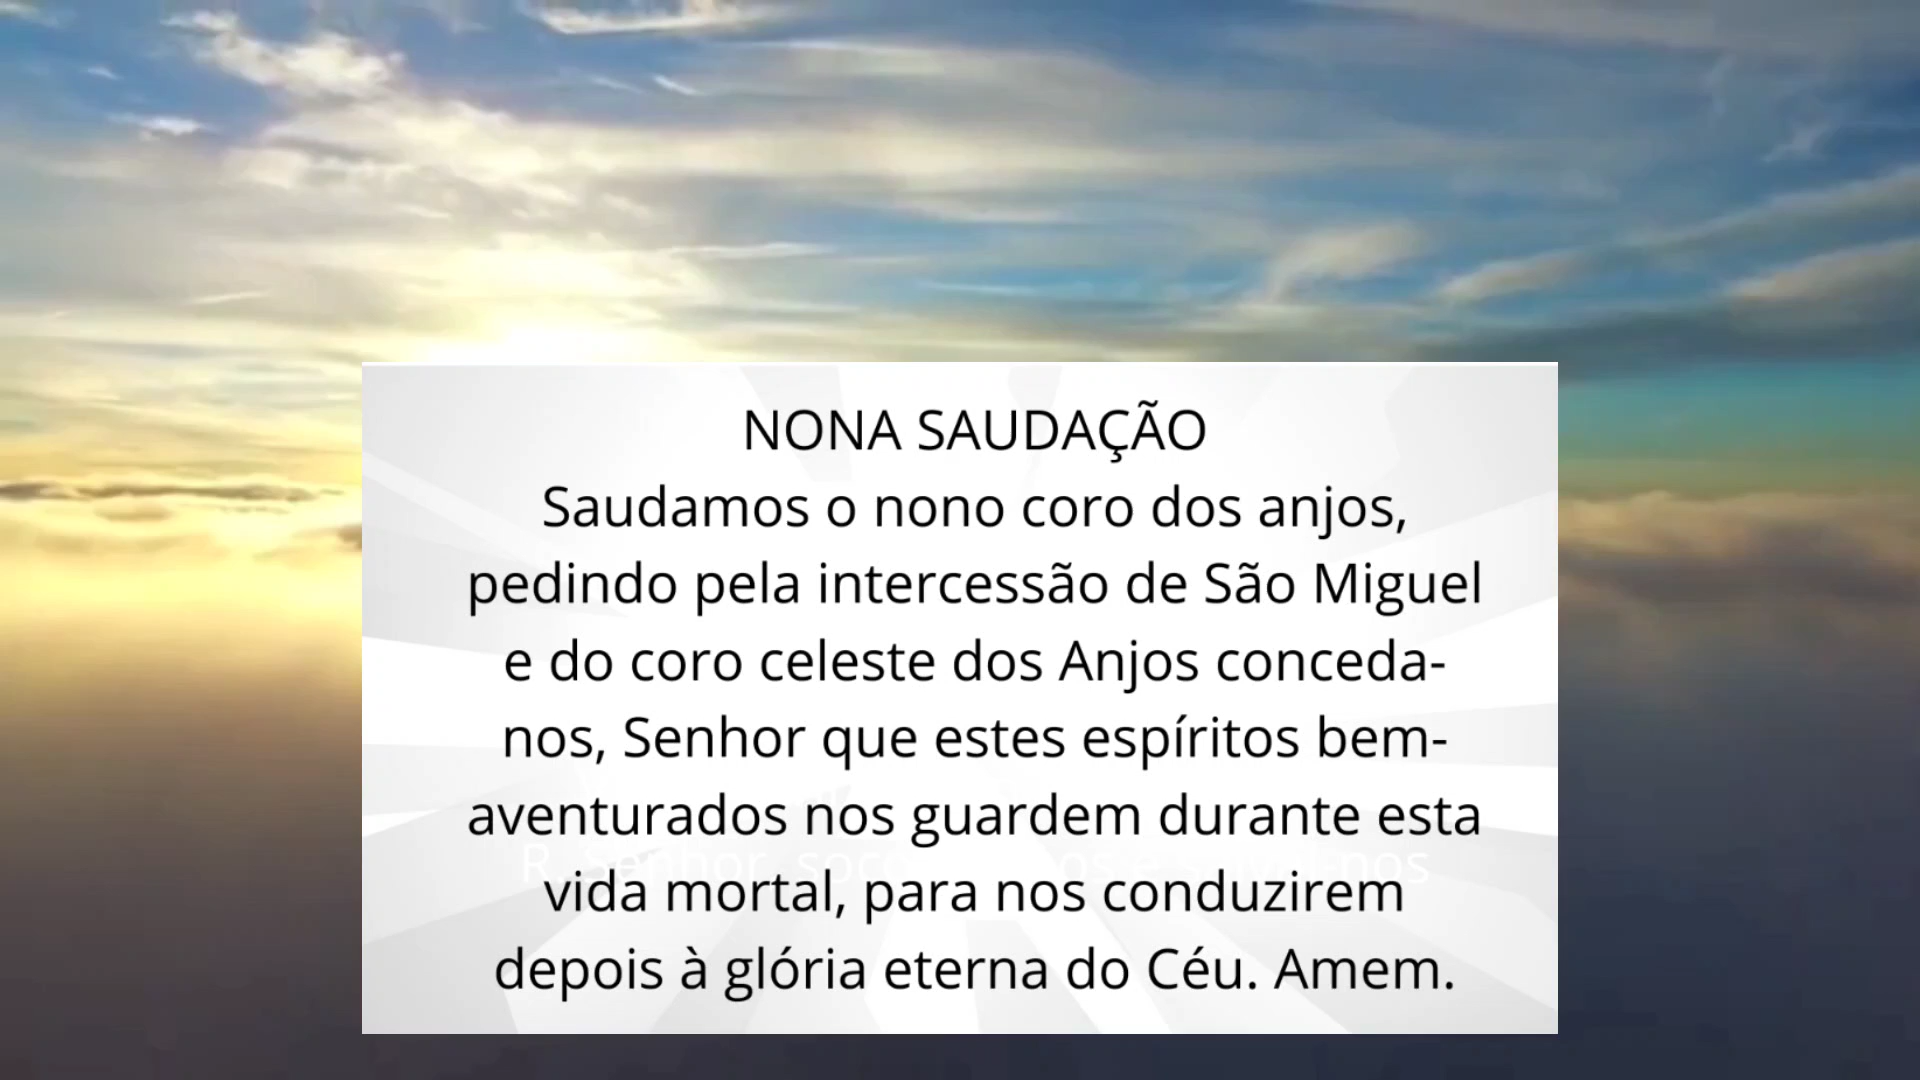 NONA SAUDAÇÃO
Saudamos o nono coro dos anjos,
pedindo pela intercessão de São Miguel
e do coro celeste dos Anjos conceda-
nos, Senhor que estes espíritos bem-
aventurados nos guardem durante esta
R. Senhor, nos
vida mortal, para nos conduzirem
depois à glória eterna do Céu. Amem.